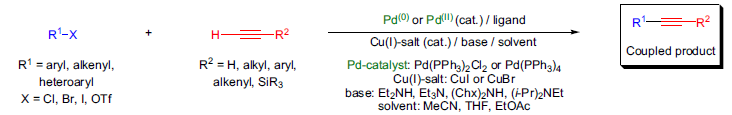 R¹–X + H R² Pd(0) or Pd(II) (cat.) / ligand R¹ R²
Cu(I)-salt (cat.) / base / solvent
Coupled product
R¹ = aryl, alkenyl,
heteroaryl
X = Cl, Br, I, OTf
R² = H, alkyl, aryl,
alkenyl, SiR₃
Pd-catalyst: Pd(PPh₃)₂Cl₂ or Pd(PPh₃)₄
Cu(I)-salt: CuI or CuBr
base: Et₂NH, Et₃N, (Chx)₂NH, (i-Pr)₂NEt
solvent: MeCN, THF, EtOAc